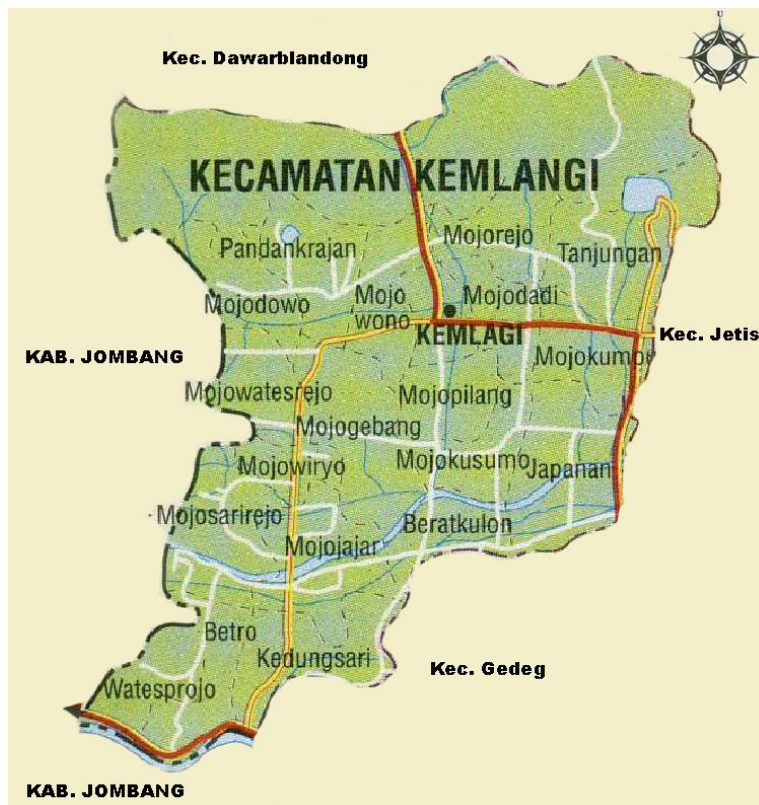 U
Kec. Dawarblandong
KECAMATAN KEMLANGI
Mojorejo
Pandankrajan
Tanjungan
Mojodowo
Mojo
wono
Mojodadi
KEMLAGI
Kec. Jetis
KAB. JOMBANG
Mojokumpe
Mojowatesrejo
Mojopilang
Mojogebang
Mojowiryo
Mojokusumo
Japanan
Mojosarirejo
Beratkulon
Mojojajar
Betro
Kedungsari
Kec. Gedeg
Watesprojo
KAB. JOMBANG